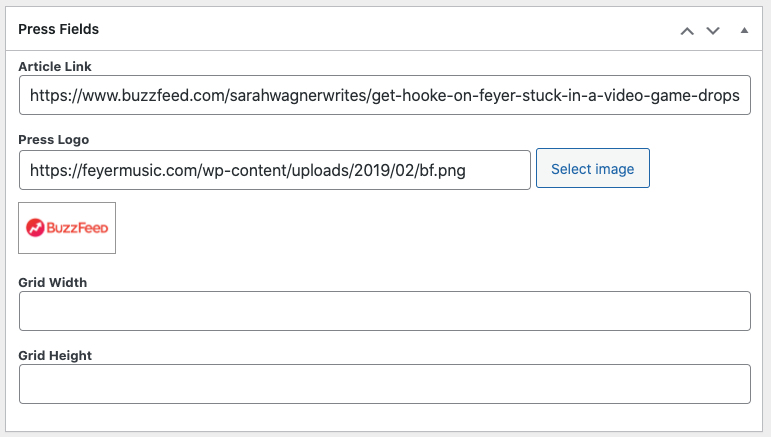 Press Fields
Article Link
https://www.buzzfeed.com/sarahwagnerwrites/get-hooke-on-feyer-stuck-in-a-video-game-drops
Press Logo
https://feyermusic.com/wp-content/uploads/2019/02/bf.png
Select image
BuzzFeed
Grid Width
Grid Height